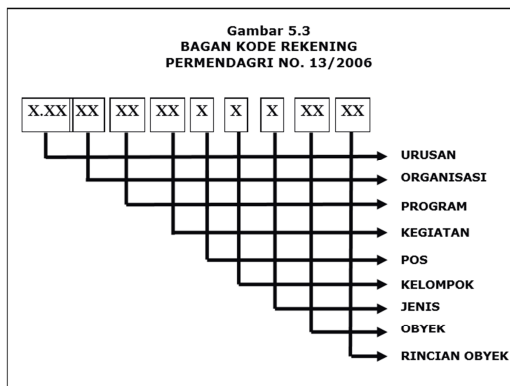 Gambar 5.3
BAGAN KODE REKENING
PERMENDAGRI NO. 13/2006
X.XX XX XX XX X X X XX XX
URUSAN
ORGANISASI
PROGRAM
KEGIATAN
POS
KELOMPOK
JENIS
OBYEK
RINCIAN OBYEK